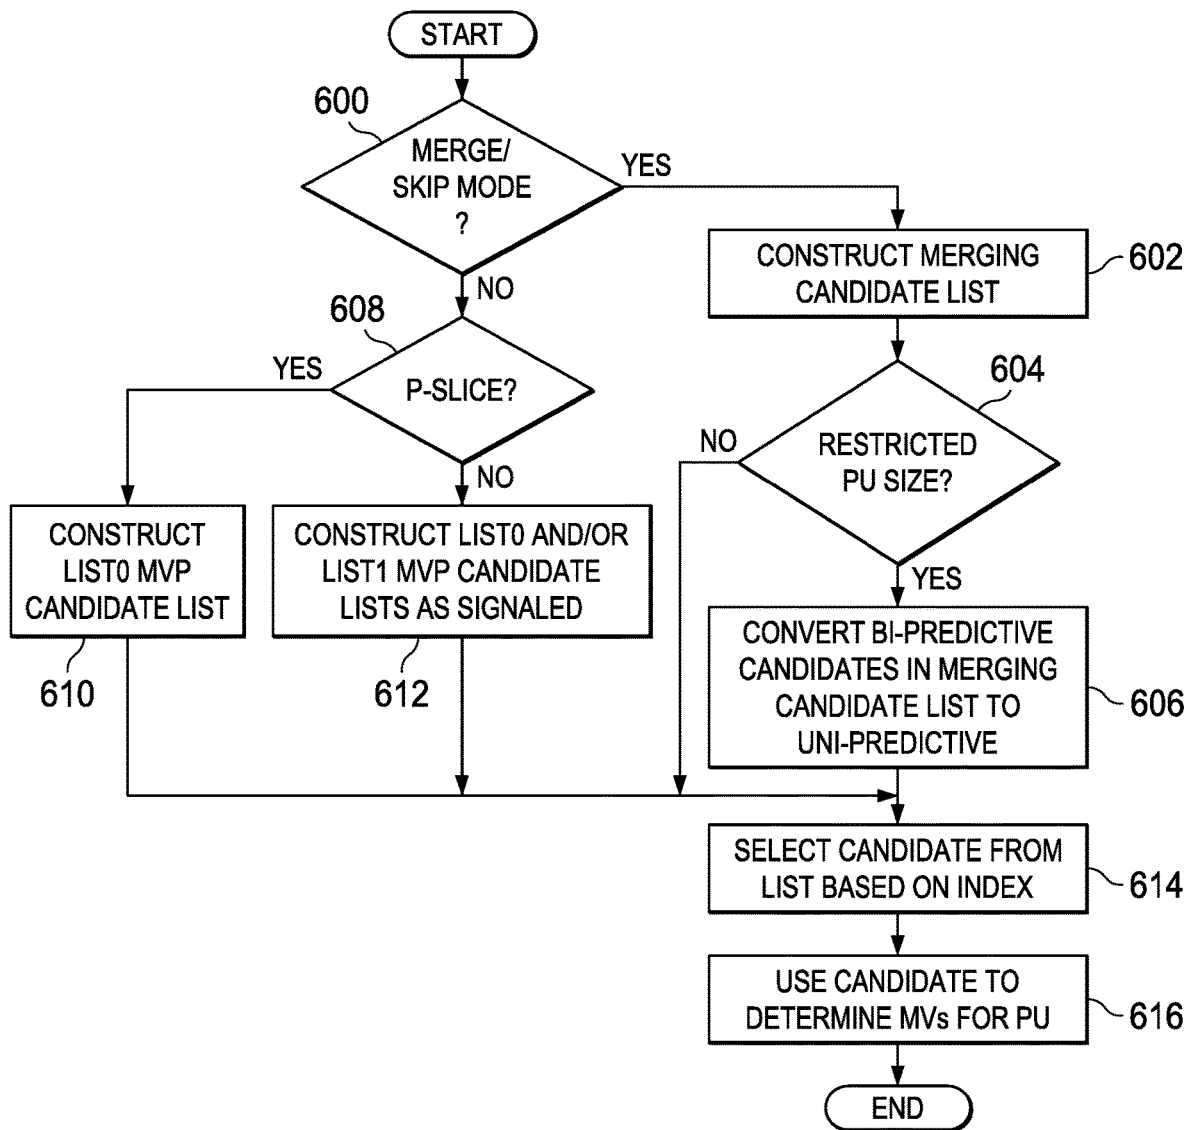 START
600
MERGE/
SKIP MODE
?
YES
NO
CONSTRUCT MERGING
CANDIDATE LIST
602
608
P-SLICE?
YES
NO
604
RESTRICTED
PU SIZE?
NO
YES
CONSTRUCT
LIST0 MVP
CANDIDATE LIST
610
CONSTRUCT LIST0 AND/OR
LIST1 MVP CANDIDATE
LISTS AS SIGNALED
612
CONVERT BI-PREDICTIVE
CANDIDATES IN MERGING
CANDIDATE LIST TO
UNI-PREDICTIVE
606
SELECT CANDIDATE FROM
LIST BASED ON INDEX
614
USE CANDIDATE TO
DETERMINE MVs FOR PU
616
END